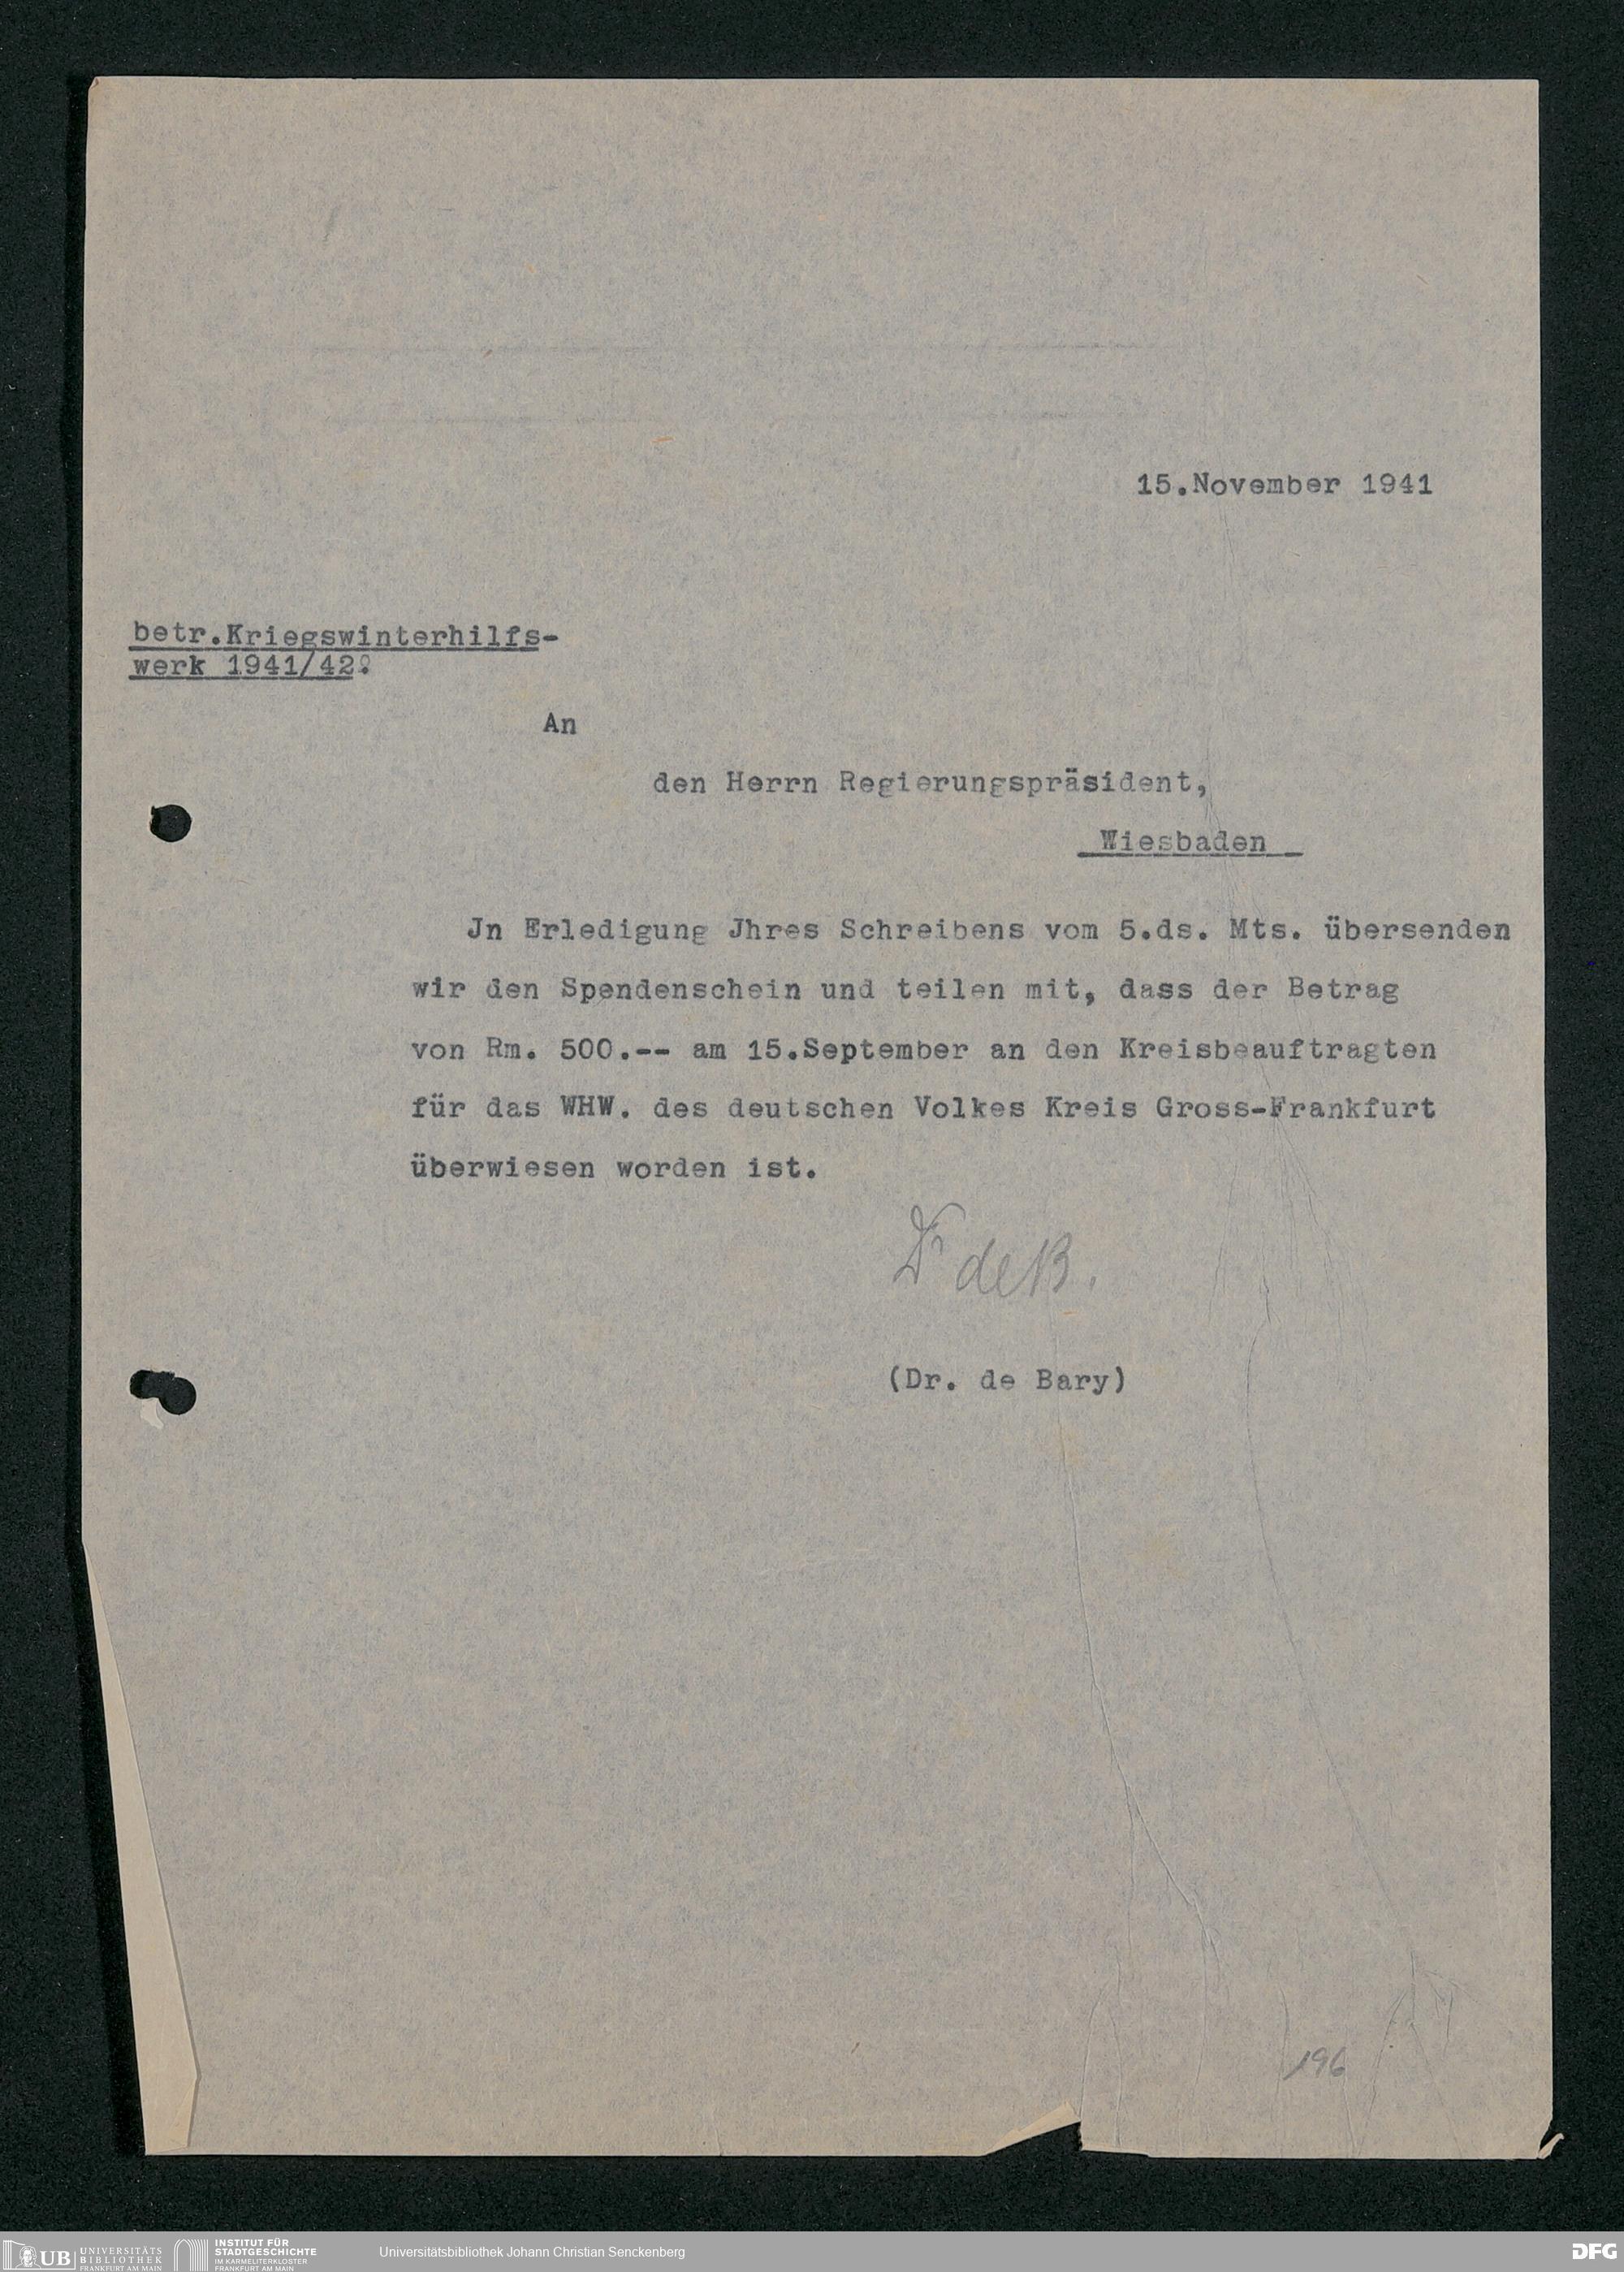 15.November 1941
betr.Kriegswinterhilfs-
werk 1941/42.
An
den Herrn Regierungspräsident,
Wiesbaden
Jn Erledigung Jhres Schreibens vom 5.ds. Mts. übersenden
wir den Spendenschein und teilen mit, dass der Betrag
von Rm. 500.-- am 15.September an den Kreisbeauftragten
für das WHW. des deutschen Volkes Kreis Gross-Frankfurt
überwiesen worden ist.
Dr de B.
(Dr. de Bary)
196
UB
UNIVERSITÄTS
BIBLIOTHEK
FRANKFURT AM MAIN
INSTITUT FÜR
STADTGESCHICHTE
IM KARMELITERKLOSTER
FRANKFURT AM MAIN
Universitätsbibliothek Johann Christian Senckenberg
DFG